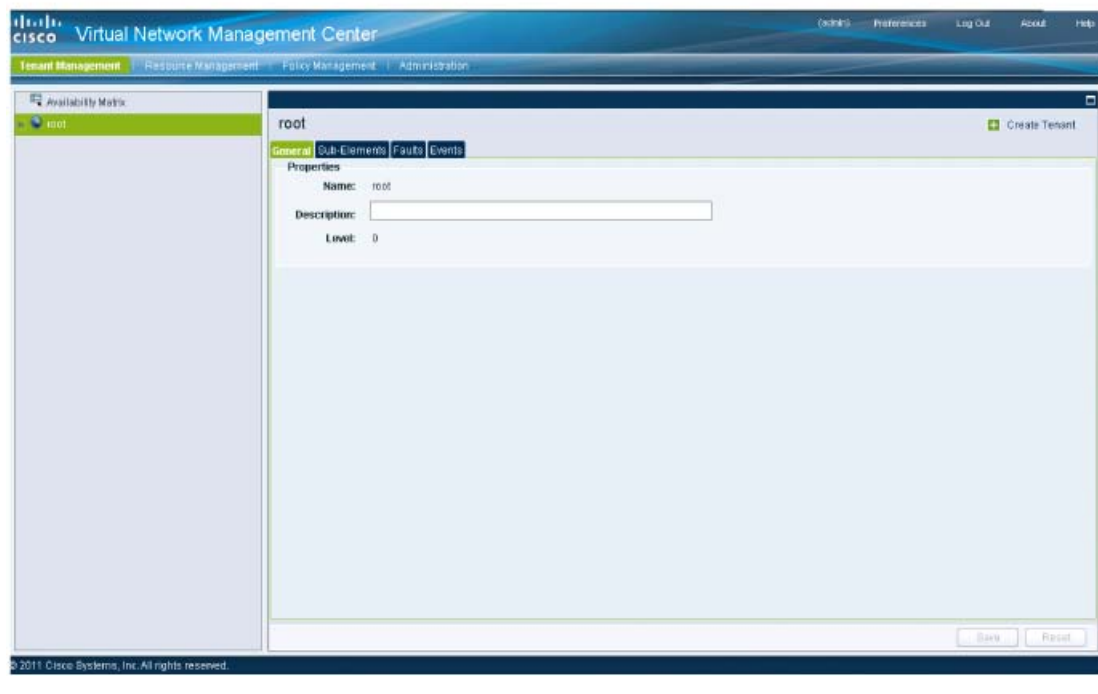 CISCO Virtual Network Management Center
(admin) Preferences Log Out About Help
Tenant Management | Resource Management | Policy Management | Administration
Availability Matrix
root
root
Create Tenant
General Sub-Elements Faults Events
Properties
Name: root
Description:
Level: 0
Save Reset
© 2011 Cisco Systems, Inc. All rights reserved.